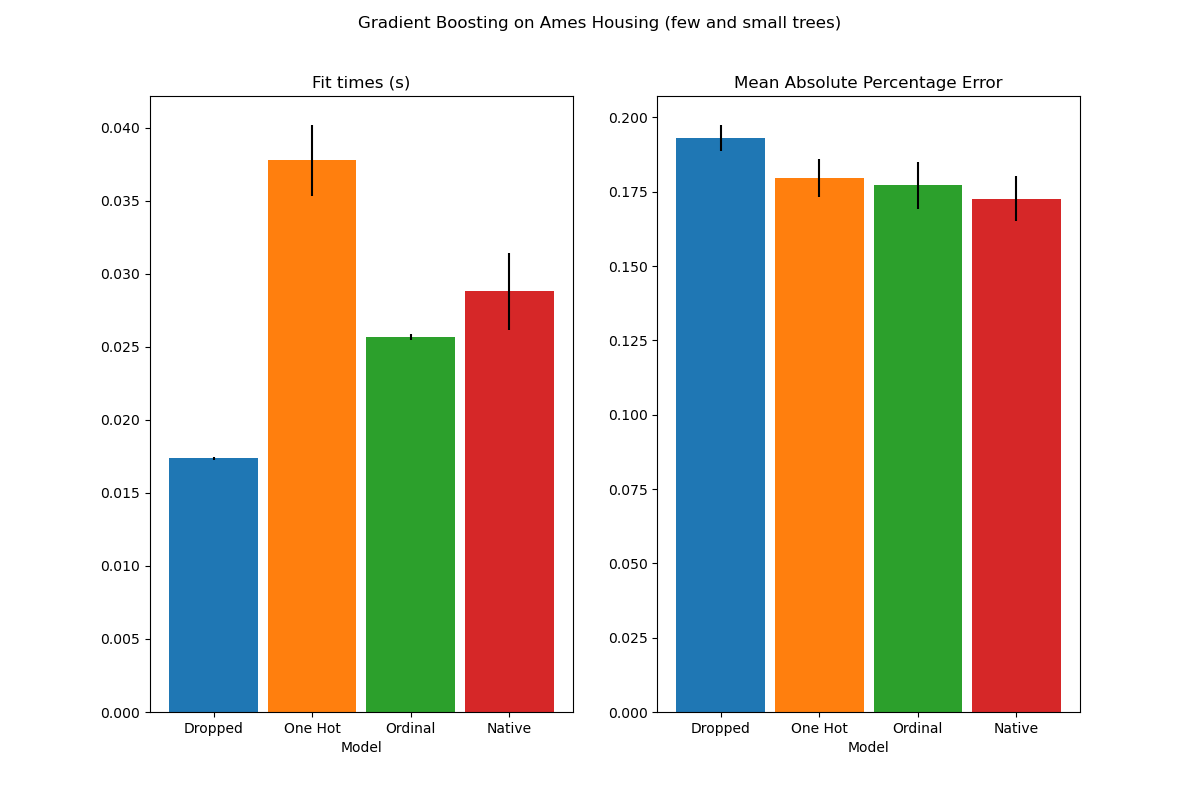 Gradient Boosting on Ames Housing (few and small trees)
Fit times (s)
0.040
0.035
0.030
0.025
0.020
0.015
0.010
0.005
0.000
Dropped One Hot Ordinal Native
Model
Mean Absolute Percentage Error
0.200
0.175
0.150
0.125
0.100
0.075
0.050
0.025
0.000
Dropped One Hot Ordinal Native
Model